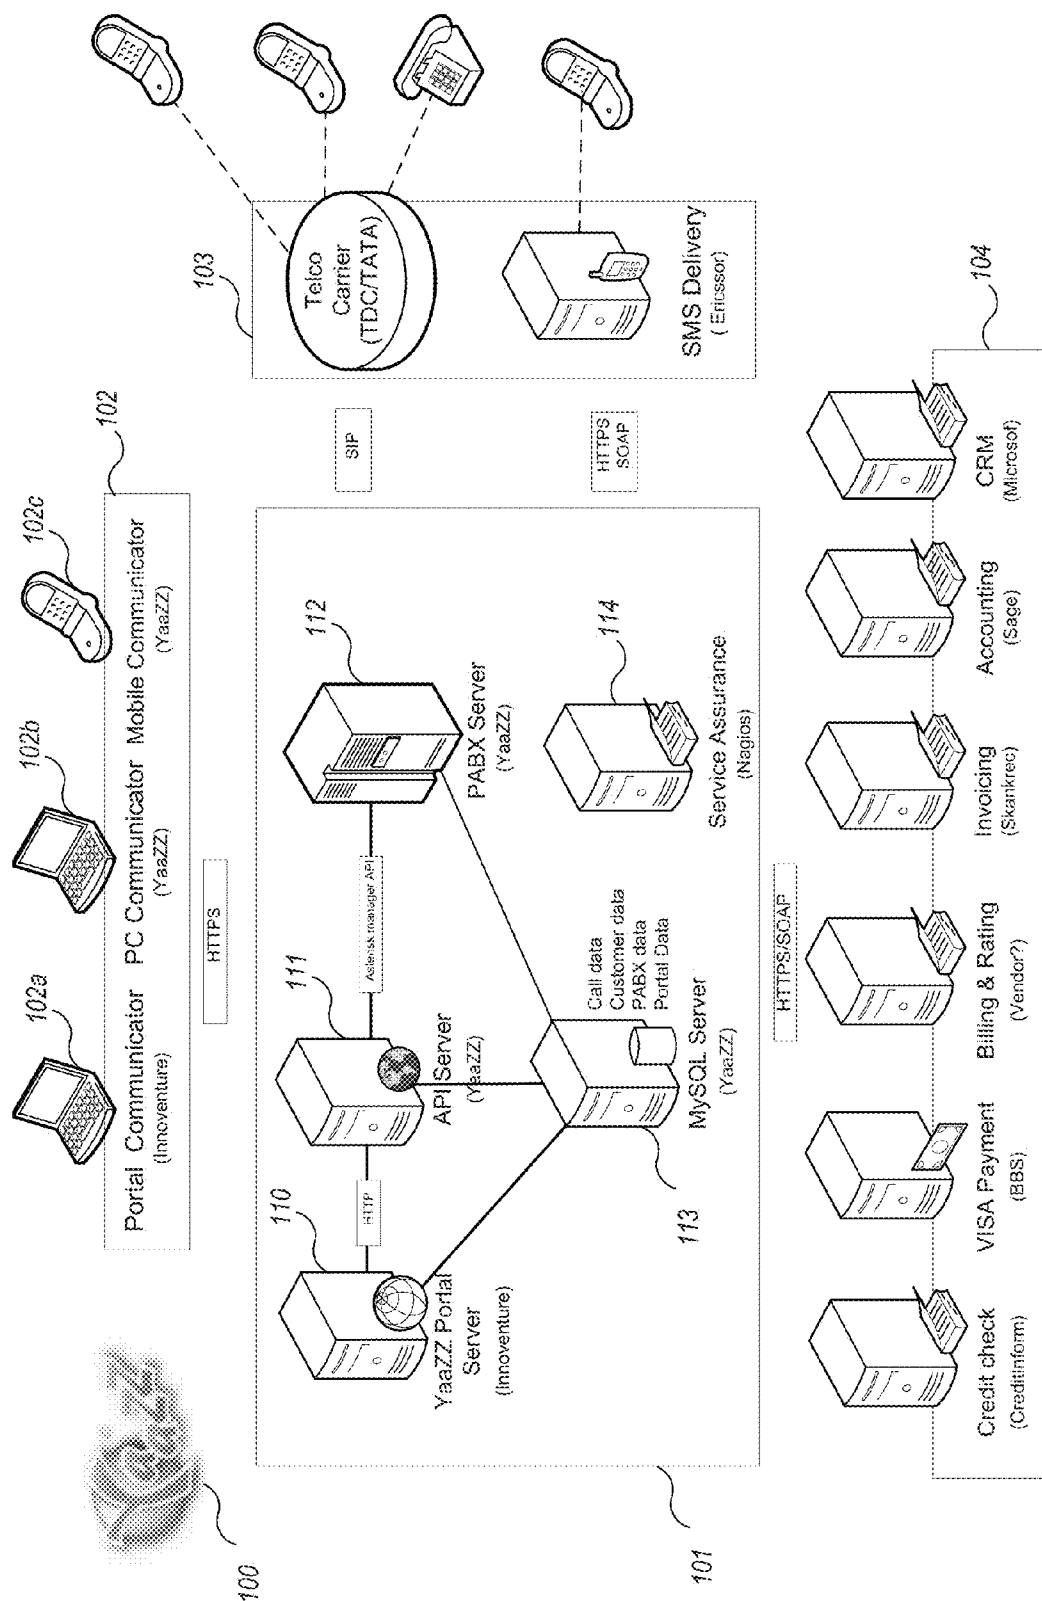 100
YaaZZ
102a
102b
102c
102
Portal Communicator
(Innoventure)
PC Communicator
(YaaZZ)
Mobile Communicator
(YaaZZ)
HTTPS
101
110
YaaZZ Portal
Server
(Innoventure)
HTTP
111
API Server
(YaaZZ)
Asterisk manager API
112
PABX Server
(YaaZZ)
113
MySQL Server
(YaaZZ)
Call data
Customer data
PABX data
Portal Data
114
Service Assurance
(Nagios)
SIP
HTTPS
SOAP
103
Telco
Carrier
(TDC/TATA)
SMS Delivery
( Ericssor)
HTTPS/SOAP
104
Credit check
(Creditinform)
VISA Payment
(BBS)
Billing & Rating
(Vendor?)
Invoicing
(Skankred)
Accounting
(Sage)
CRM
(Microsof)